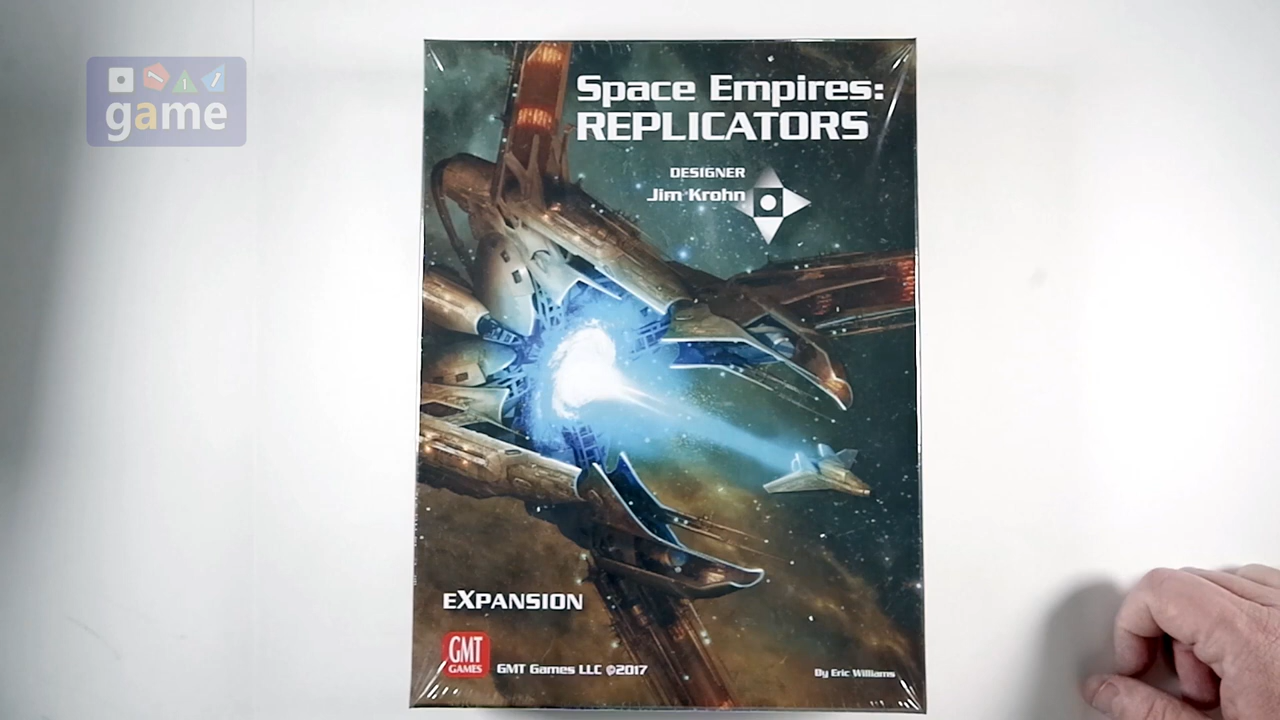 game
Space Empires:
REPLICATORS
DESIGNER
Jim Krohn
eXPANSION
GMT
GAMES
GMT Games LLC ©2017
By Eric Williams